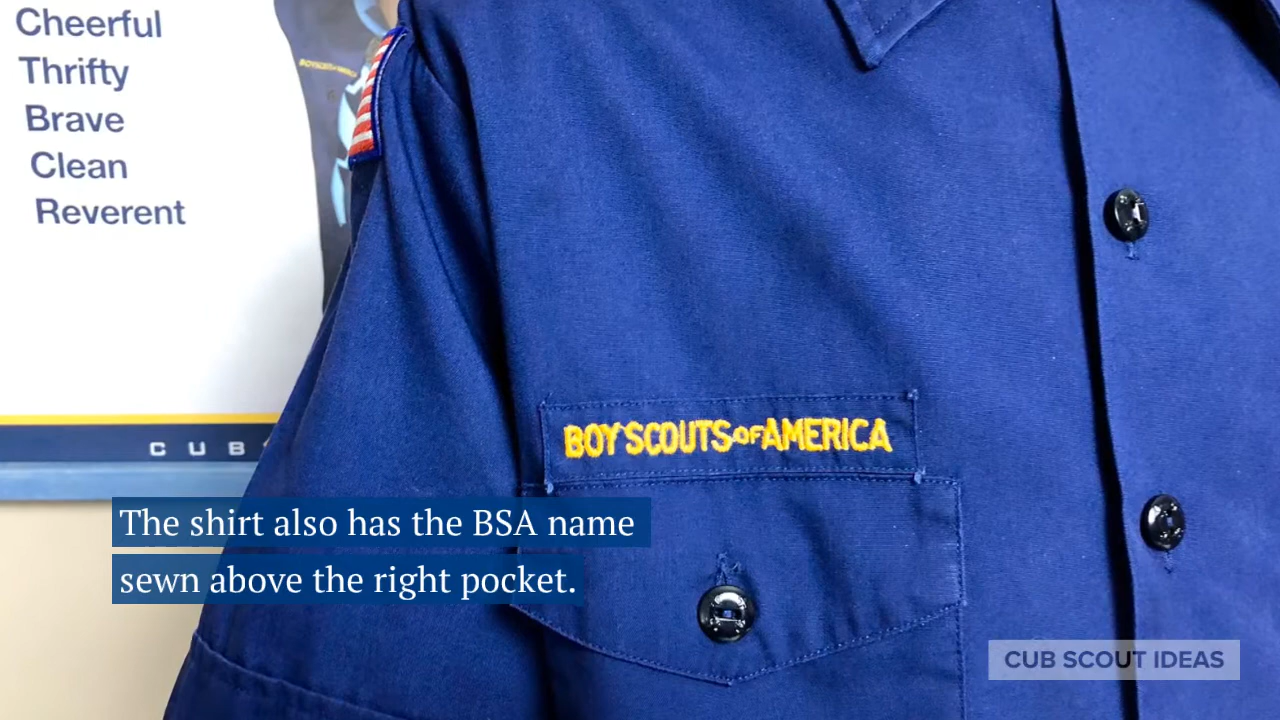 Cheerful
Thrifty
Brave
Clean
Reverent
CUB
BOY SCOUTS OF AMERICA
The shirt also has the BSA name
sewn above the right pocket.
CUB SCOUT IDEAS